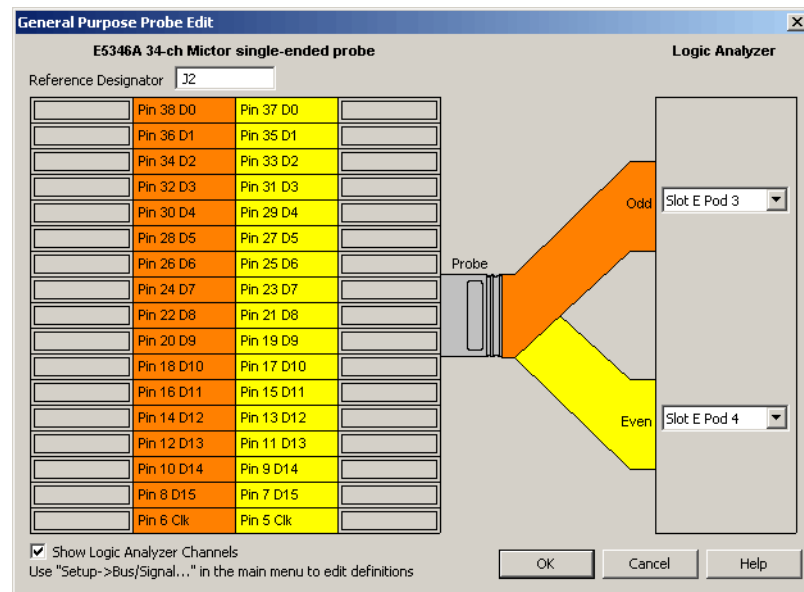 General Purpose Probe Edit
E5346A 34-ch Mictor single-ended probe
Logic Analyzer
Reference Designator J2
Pin 38 D0 Pin 37 D0
Pin 36 D1 Pin 35 D1
Pin 34 D2 Pin 33 D2
Pin 32 D3 Pin 31 D3
Odd Slot E Pod 3
Pin 30 D4 Pin 29 D4
Pin 28 D5 Pin 27 D5
Pin 26 D6 Pin 25 D6
Probe
Pin 24 D7 Pin 23 D7
Pin 22 D8 Pin 21 D8
Pin 20 D9 Pin 19 D9
Pin 18 D10 Pin 17 D10
Pin 16 D11 Pin 15 D11
Pin 14 D12 Pin 13 D12
Even Slot E Pod 4
Pin 12 D13 Pin 11 D13
Pin 10 D14 Pin 9 D14
Pin 8 D15 Pin 7 D15
Pin 6 Clk Pin 5 Clk
Show Logic Analyzer Channels
Use "Setup->Bus/Signal..." in the main menu to edit definitions
OK Cancel Help